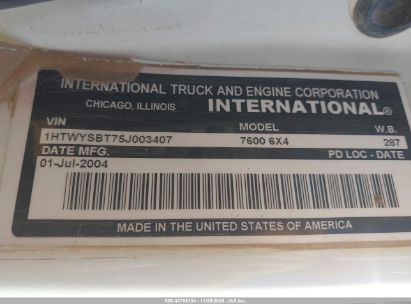 INTERNATIONAL TRUCK AND ENGINE CORPORATION
CHICAGO, ILLINOIS INTERNATIONAL®
VIN MODEL W.B.
1HTWYSBT75J003407 7600 6X4 287
DATE MFG. PD LOC - DATE
01-Jul-2004
MADE IN THE UNITED STATES OF AMERICA